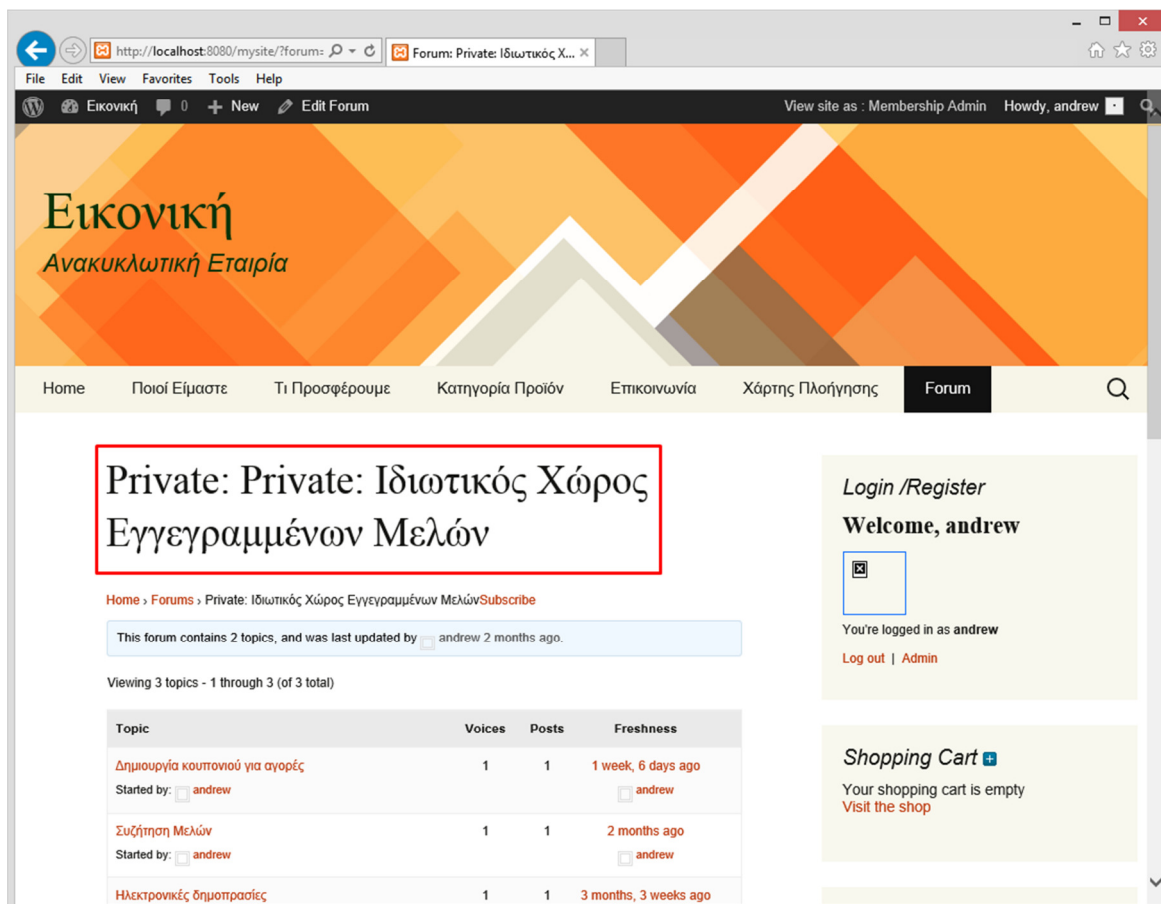 http://localhost:8080/mysite/?forum=
Forum: Private: Ιδιωτικός Χ...
File Edit View Favorites Tools Help
Εικονική 0 + New Edit Forum View site as : Membership Admin Howdy, andrew
Εικονική
Ανακυκλωτική Εταιρία
Home Ποιοί Είμαστε Τι Προσφέρουμε Κατηγορία Προϊόν Επικοινωνία Χάρτης Πλοήγησης Forum
Private: Private: Ιδιωτικός Χώρος
Εγγεγραμμένων Μελών
Home › Forums › Private: Ιδιωτικός Χώρος Εγγεγραμμένων ΜελώνSubscribe
This forum contains 2 topics, and was last updated by andrew 2 months ago.
Viewing 3 topics - 1 through 3 (of 3 total)
Topic Voices Posts Freshness
Δημιουργία κουπονιού για αγορές 1 1 1 week, 6 days ago
Started by: andrew andrew
Συζήτηση Μελών 1 1 2 months ago
Started by: andrew andrew
Ηλεκτρονικές δημοπρασίες 1 1 3 months, 3 weeks ago
Login /Register
Welcome, andrew
You're logged in as andrew
Log out | Admin
Shopping Cart
Your shopping cart is empty
Visit the shop